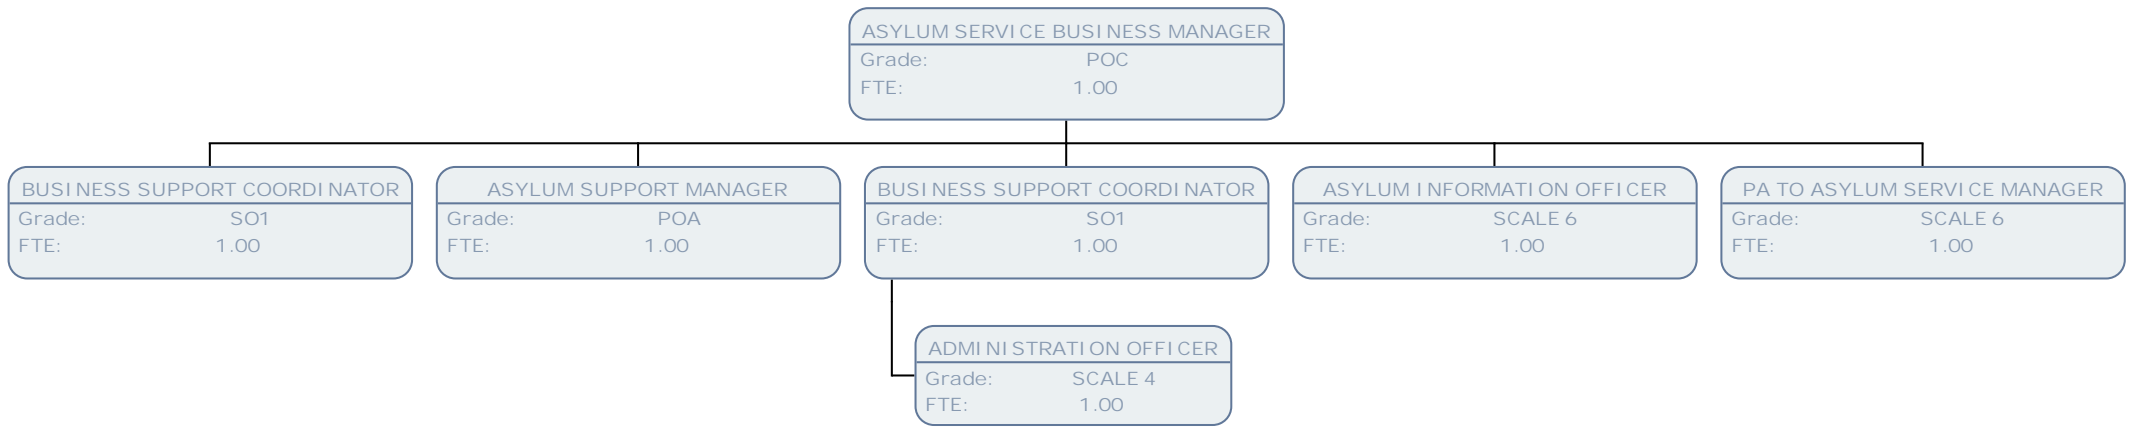 ASYLUM SERVICE BUSINESS MANAGER
Grade: POC
FTE: 1.00
BUSINESS SUPPORT COORDINATOR
Grade: SO1
FTE: 1.00
ASYLUM SUPPORT MANAGER
Grade: POA
FTE: 1.00
BUSINESS SUPPORT COORDINATOR
Grade: SO1
FTE: 1.00
ASYLUM INFORMATION OFFICER
Grade: SCALE 6
FTE: 1.00
PA TO ASYLUM SERVICE MANAGER
Grade: SCALE 6
FTE: 1.00
ADMINISTRATION OFFICER
Grade: SCALE 4
FTE: 1.00